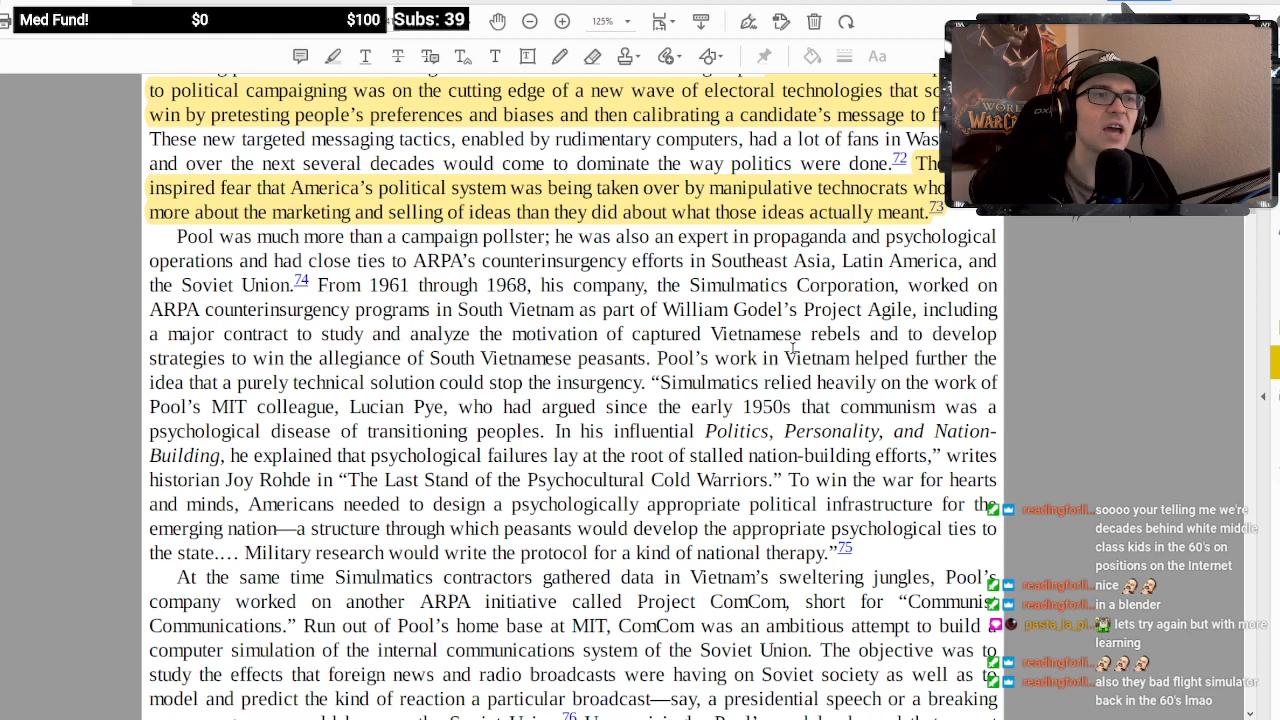 Med Fund! $0 $100 Subs: 39
125%
to political campaigning was on the cutting edge of a new wave of electoral technologies that so
win by pretesting people's preferences and biases and then calibrating a candidate's message to fi
These new targeted messaging tactics, enabled by rudimentary computers, had a lot of fans in Was
and over the next several decades would come to dominate the way politics were done.72 The
inspired fear that America's political system was being taken over by manipulative technocrats who
more about the marketing and selling of ideas than they did about what those ideas actually meant.73
WORLD
WARCRAFT
Pool was much more than a campaign pollster; he was also an expert in propaganda and psychological
operations and had close ties to ARPA's counterinsurgency efforts in Southeast Asia, Latin America, and
the Soviet Union.74 From 1961 through 1968, his company, the Simulmatics Corporation, worked on
ARPA counterinsurgency programs in South Vietnam as part of William Godel's Project Agile, including
a major contract to study and analyze the motivation of captured Vietnamese rebels and to develop
strategies to win the allegiance of South Vietnamese peasants. Pool's work in Vietnam helped further the
idea that a purely technical solution could stop the insurgency. “Simulmatics relied heavily on the work of
Pool's MIT colleague, Lucian Pye, who had argued since the early 1950s that communism was a
psychological disease of transitioning peoples. In his influential Politics, Personality, and Nation-
Building, he explained that psychological failures lay at the root of stalled nation-building efforts,” writes
historian Joy Rohde in “The Last Stand of the Psychocultural Cold Warriors.” To win the war for hearts
and minds, Americans needed to design a psychologically appropriate political infrastructure for the
emerging nation—a structure through which peasants would develop the appropriate psychological ties to
the state.… Military research would write the protocol for a kind of national therapy.”75
At the same time Simulmatics contractors gathered data in Vietnam's sweltering jungles, Pool's
company worked on another ARPA initiative called Project ComCom, short for “Communist
Communications.” Run out of Pool's home base at MIT, ComCom was an ambitious attempt to build a
computer simulation of the internal communications system of the Soviet Union. The objective was to
study the effects that foreign news and radio broadcasts were having on Soviet society as well as to
model and predict the kind of reaction a particular broadcast—say, a presidential speech or a breaking
76
readingforli... soooo your telling me we're
decades behind white middle
class kids in the 60's on
positions on the Internet
readingforli... nice
readingforli... in a blender
pasta_la_pi... lets try again but with more
learning
readingforli...
readingforli... also they bad flight simulator
back in the 60's lmao